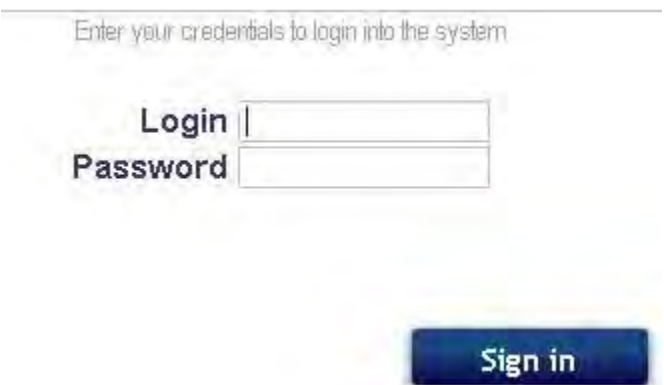 Enter your credentials to login into the system
Login
Password
Sign in